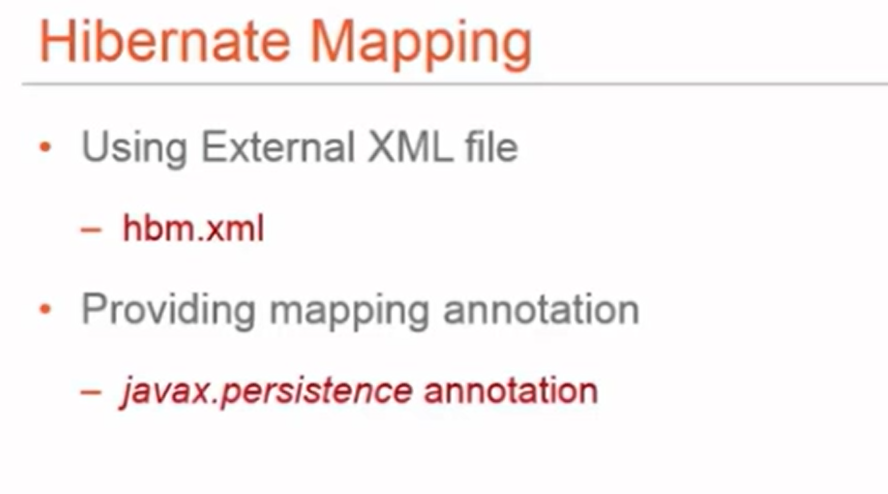 Hibernate Mapping
• Using External XML file
– hbm.xml
• Providing mapping annotation
– javax.persistence annotation